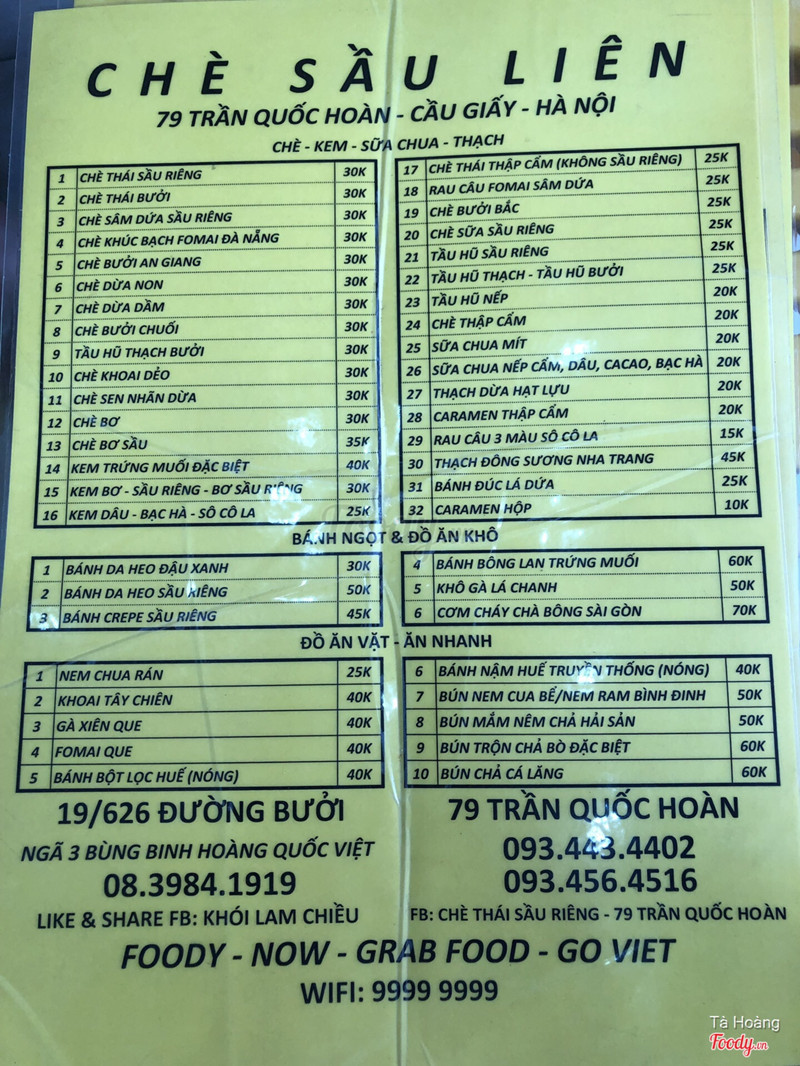 CHÈ SẦU LIÊN
79 TRẦN QUỐC HOÀN - CẦU GIẤY - HÀ NỘI
CHÈ - KEM - SỮA CHUA - THẠCH
1 CHÈ THÁI SẦU RIÊNG 30K
2 CHÈ THÁI BƯỞI 30K
3 CHÈ SÂM DỨA SẦU RIÊNG 30K
4 CHÈ KHÚC BẠCH FOMAI ĐÀ NẴNG 30K
5 CHÈ BƯỞI AN GIANG 30K
6 CHÈ DỪA NON 30K
7 CHÈ DỪA DẦM 30K
8 CHÈ BƯỞI CHUỐI 30K
9 TẦU HŨ THẠCH BƯỞI 30K
10 CHÈ KHOAI DẺO 30K
11 CHÈ SEN NHÃN DỪA 30K
12 CHÈ BƠ 30K
13 CHÈ BƠ SẦU 35K
14 KEM TRỨNG MUỐI ĐẶC BIỆT 40K
15 KEM BƠ - SẦU RIÊNG - BƠ SẦU RIÊNG 30K
16 KEM DÂU - BẠC HÀ - SÔ CÔ LA 25K
17 CHÈ THÁI THẬP CẨM (KHÔNG SẦU RIÊNG) 25K
18 RAU CÂU FOMAI SÂM DỨA 25K
19 CHÈ BƯỞI BẮC 25K
20 CHÈ SỮA SẦU RIÊNG 25K
21 TẦU HŨ SẦU RIÊNG 25K
22 TẦU HŨ THẠCH - TẦU HŨ BƯỞI 25K
23 TẦU HŨ NẾP 20K
24 CHÈ THẬP CẨM 20K
25 SỮA CHUA MÍT 20K
26 SỮA CHUA NẾP CẨM, DÂU, CACAO, BẠC HÀ 20K
27 THẠCH DỪA HẠT LỰU 20K
28 CARAMEN THẬP CẨM 20K
29 RAU CÂU 3 MÀU SÔ CÔ LA 15K
30 THẠCH ĐÔNG SƯƠNG NHA TRANG 45K
31 BÁNH ĐÚC LÁ DỨA 25K
32 CARAMEN HỘP 10K
BÁNH NGỌT & ĐỒ ĂN KHÔ
1 BÁNH DA HEO ĐẬU XANH 30K
2 BÁNH DA HEO SẦU RIÊNG 50K
3 BÁNH CREPE SẦU RIÊNG 45K
4 BÁNH BÔNG LAN TRỨNG MUỐI 60K
5 KHÔ GÀ LÁ CHANH 50K
6 CƠM CHÁY CHÀ BÔNG SÀI GÒN 70K
ĐỒ ĂN VẶT - ĂN NHANH
1 NEM CHUA RÁN 25K
2 KHOAI TÂY CHIÊN 40K
3 GÀ XIÊN QUE 40K
4 FOMAI QUE 40K
5 BÁNH BỘT LỌC HUẾ (NÓNG) 40K
6 BÁNH NẬM HUẾ TRUYỀN THỐNG (NÓNG) 40K
7 BÚN NEM CUA BỂ/NEM RAM BÌNH ĐINH 50K
8 BÚN MẮM NÊM CHẢ HẢI SẢN 50K
9 BÚN TRỘN CHẢ BÒ ĐẶC BIỆT 60K
10 BÚN CHẢ CÁ LĂNG 60K
19/626 ĐƯỜNG BƯỞI
NGÃ 3 BÙNG BINH HOÀNG QUỐC VIỆT
08.3984.1919
LIKE & SHARE FB: KHÓI LAM CHIỀU
79 TRẦN QUỐC HOÀN
093.443.4402
093.456.4516
FB: CHÈ THÁI SẦU RIÊNG - 79 TRẦN QUỐC HOÀN
FOODY - NOW - GRAB FOOD - GO VIET
WIFI: 9999 9999
Tà Hoàng
Foody.vn